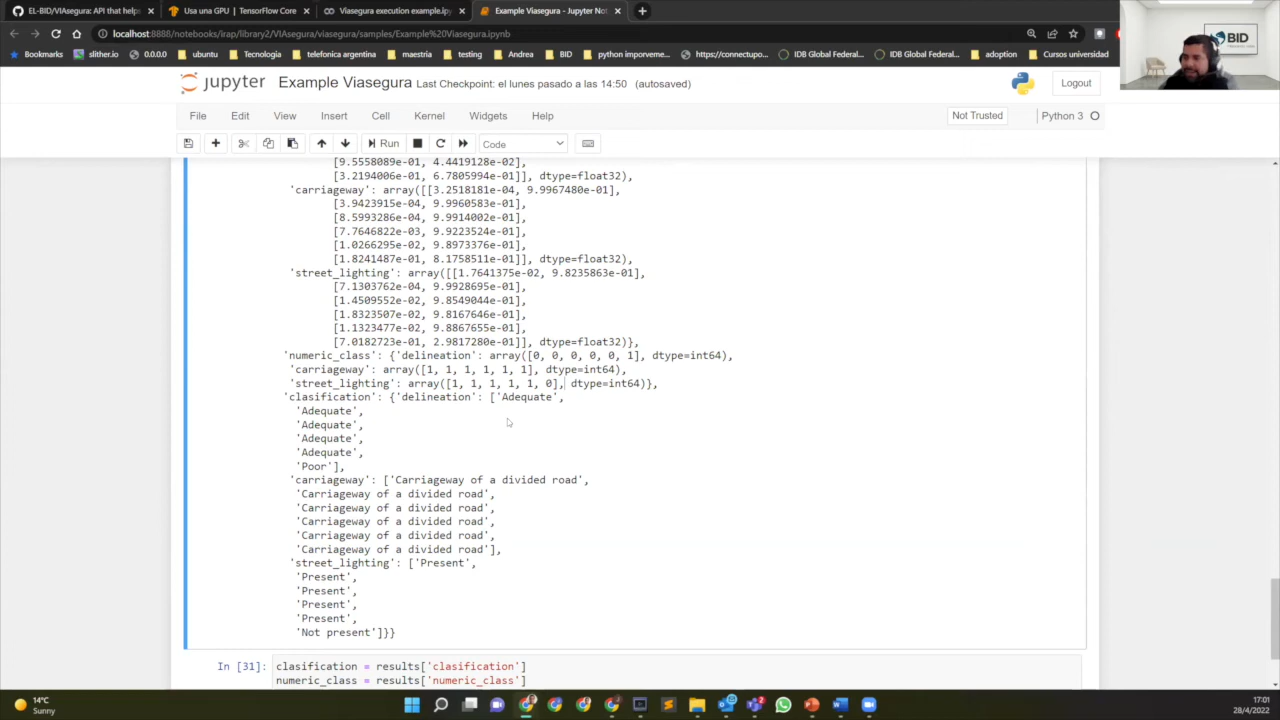 EL-BID/VIAsegura: API that help
Usa una GPU | TensorFlow Core
Viasegura execution example.ipy
Example Viasegura - Jupyter Not
localhost:8888/notebooks/irap/library2/VIAsegura/viasegura/samples/Example%20Viasegura.ipynb
Bookmarks
slither.io
0.0.0.0
ubuntu
Tecnologia
telefonica argentina
maestria
testing
Andrea
BID
python imporveme...
https://connectupo...
IDB Global Federal...
IDB Global Federal...
adoption
Cursos universidad
BID
jupyter Example Viasegura Last Checkpoint: el lunes pasado a las 14:50 (autosaved)
Logout
File Edit View Insert Cell Kernel Widgets Help
Not Trusted
Python 3
Run
Code
[9.5558089e-01, 4.4419128e-02],
[3.2194006e-01, 6.7805994e-01]], dtype=float32),
'carriageway': array([[3.2518181e-04, 9.9967480e-01],
[3.9423915e-04, 9.9960583e-01],
[8.5993286e-04, 9.9914002e-01],
[7.7646822e-03, 9.9223524e-01],
[1.0266295e-02, 9.8973376e-01],
[1.8241487e-01, 8.1758511e-01]], dtype=float32),
'street_lighting': array([[1.7641375e-02, 9.8235863e-01],
[7.1303762e-04, 9.9928695e-01],
[1.4509552e-02, 9.8549044e-01],
[1.8323507e-02, 9.8167646e-01],
[1.1323477e-02, 9.8867655e-01],
[7.0182723e-01, 2.9817280e-01]], dtype=float32)},
'numeric_class': {'delineation': array([0, 0, 0, 0, 0, 1], dtype=int64),
'carriageway': array([1, 1, 1, 1, 1, 1], dtype=int64),
'street_lighting': array([1, 1, 1, 1, 1, 0], dtype=int64)},
'clasification': {'delineation': ['Adequate',
'Adequate',
'Adequate',
'Adequate',
'Adequate',
'Poor'],
'carriageway': ['Carriageway of a divided road',
'Carriageway of a divided road',
'Carriageway of a divided road',
'Carriageway of a divided road',
'Carriageway of a divided road',
'Carriageway of a divided road'],
'street_lighting': ['Present',
'Present',
'Present',
'Present',
'Present',
'Not present']}}
In [31]: clasification = results['clasification']
numeric_class = results['numeric_class']
14°C
Sunny
17:01
28/4/2022